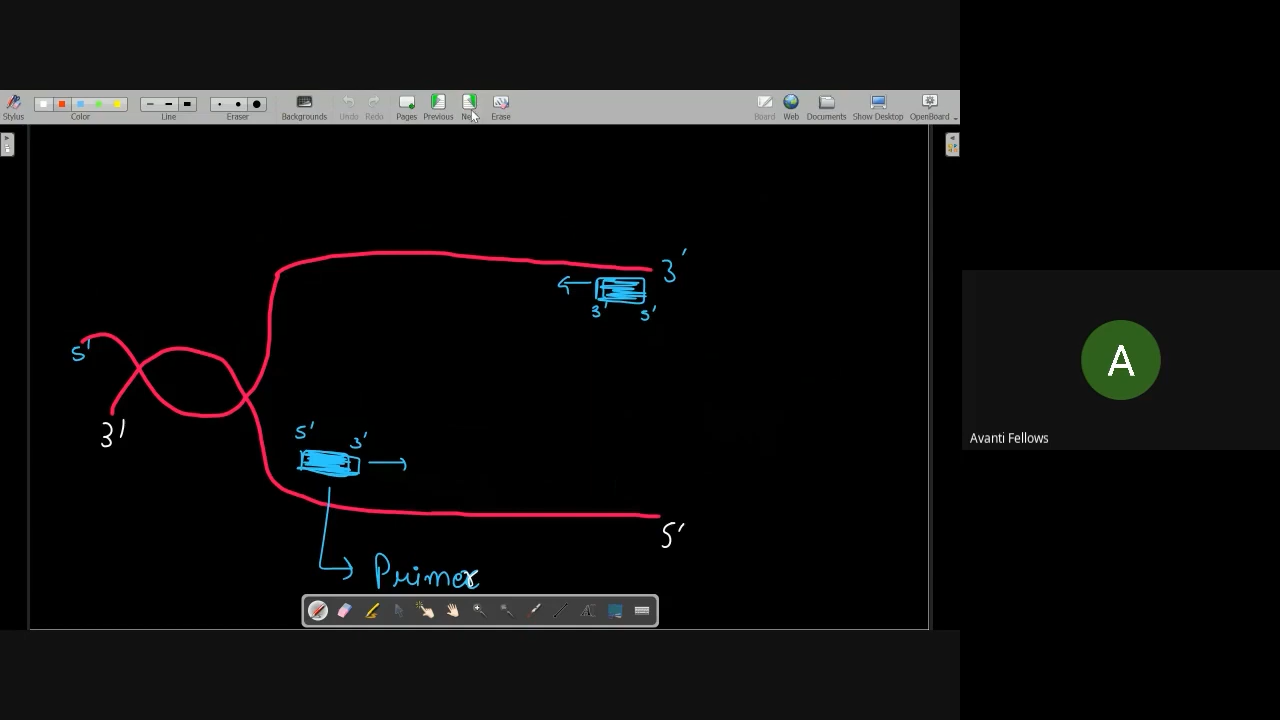 Stylus Color Line Eraser Backgrounds Undo Redo Pages Previous Erase Board Web Documents Show Desktop OpenBoard
3'
3' 5'
5'
3'
5' 3'
5'
Primer
A
Avanti Fellows